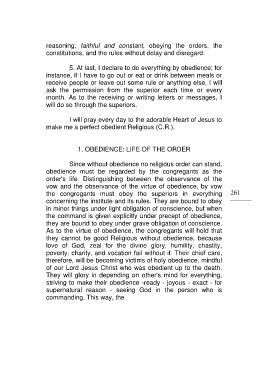 reasoning; faithful and constant, obeying the orders, the
constitutions, and the rules without delay and disregard.
5. At last, I declare to do everything by obedience; for
instance, if I have to go out or eat or drink between meals or
receive people or leave out some rule or anything else, I will
ask the permission from the superior each time or every
month. As to the receiving or writing letters or messages, I
will do so through the superiors.
I will pray every day to the adorable Heart of Jesus to
make me a perfect obedient Religious (C.R.).
1. OBEDIENCE: LIFE OF THE ORDER
Since without obedience no religious order can stand,
obedience must be regarded by the congregants as the
order's life. Distinguishing between the observance of the
vow and the observance of the virtue of obedience, by vow
the congregants must obey the superiors in everything
261
concerning the institute and its rules. They are bound to obey
in minor things under light obligation of conscience, but when
the command is given explicitly under precept of obedience,
they are bound to obey under grave obligation of conscience.
As to the virtue of obedience, the congregants will hold that
they cannot be good Religious without obedience, because
love of God, zeal for the divine glory, humility, chastity,
poverty, charity, and vocation fail without it. Their chief care,
therefore, will be becoming victims of holy obedience, mindful
of our Lord Jesus Christ who was obedient up to the death.
They will glory in depending on other's mind for everything,
striving to make their obedience -ready - joyous - exact - for
supernatural reason - seeing God in the person who is
commanding. This way, the